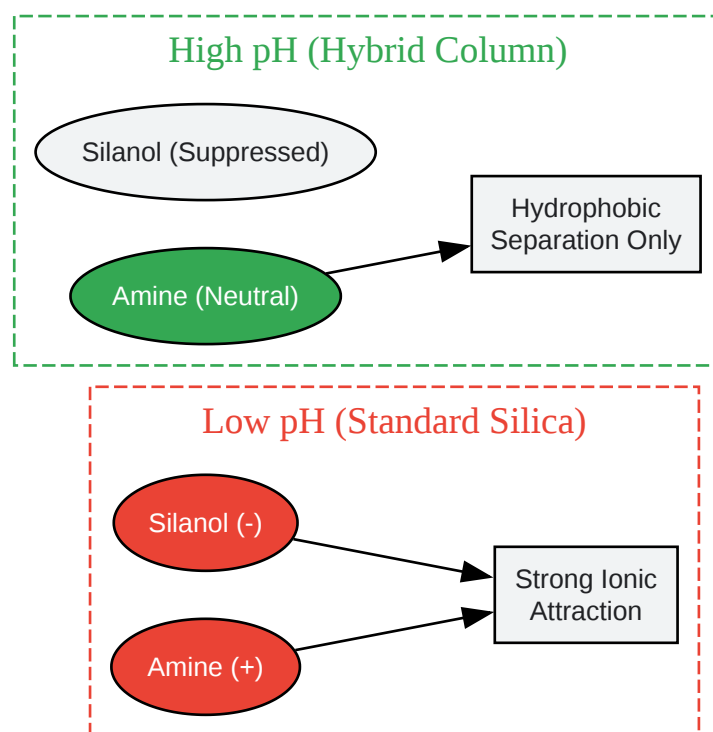 High pH (Hybrid Column)
Silanol (Suppressed)
Hydrophobic
Separation Only
Amine (Neutral)
Low pH (Standard Silica)
Silanol (-)
Strong Ionic
Attraction
Amine (+)